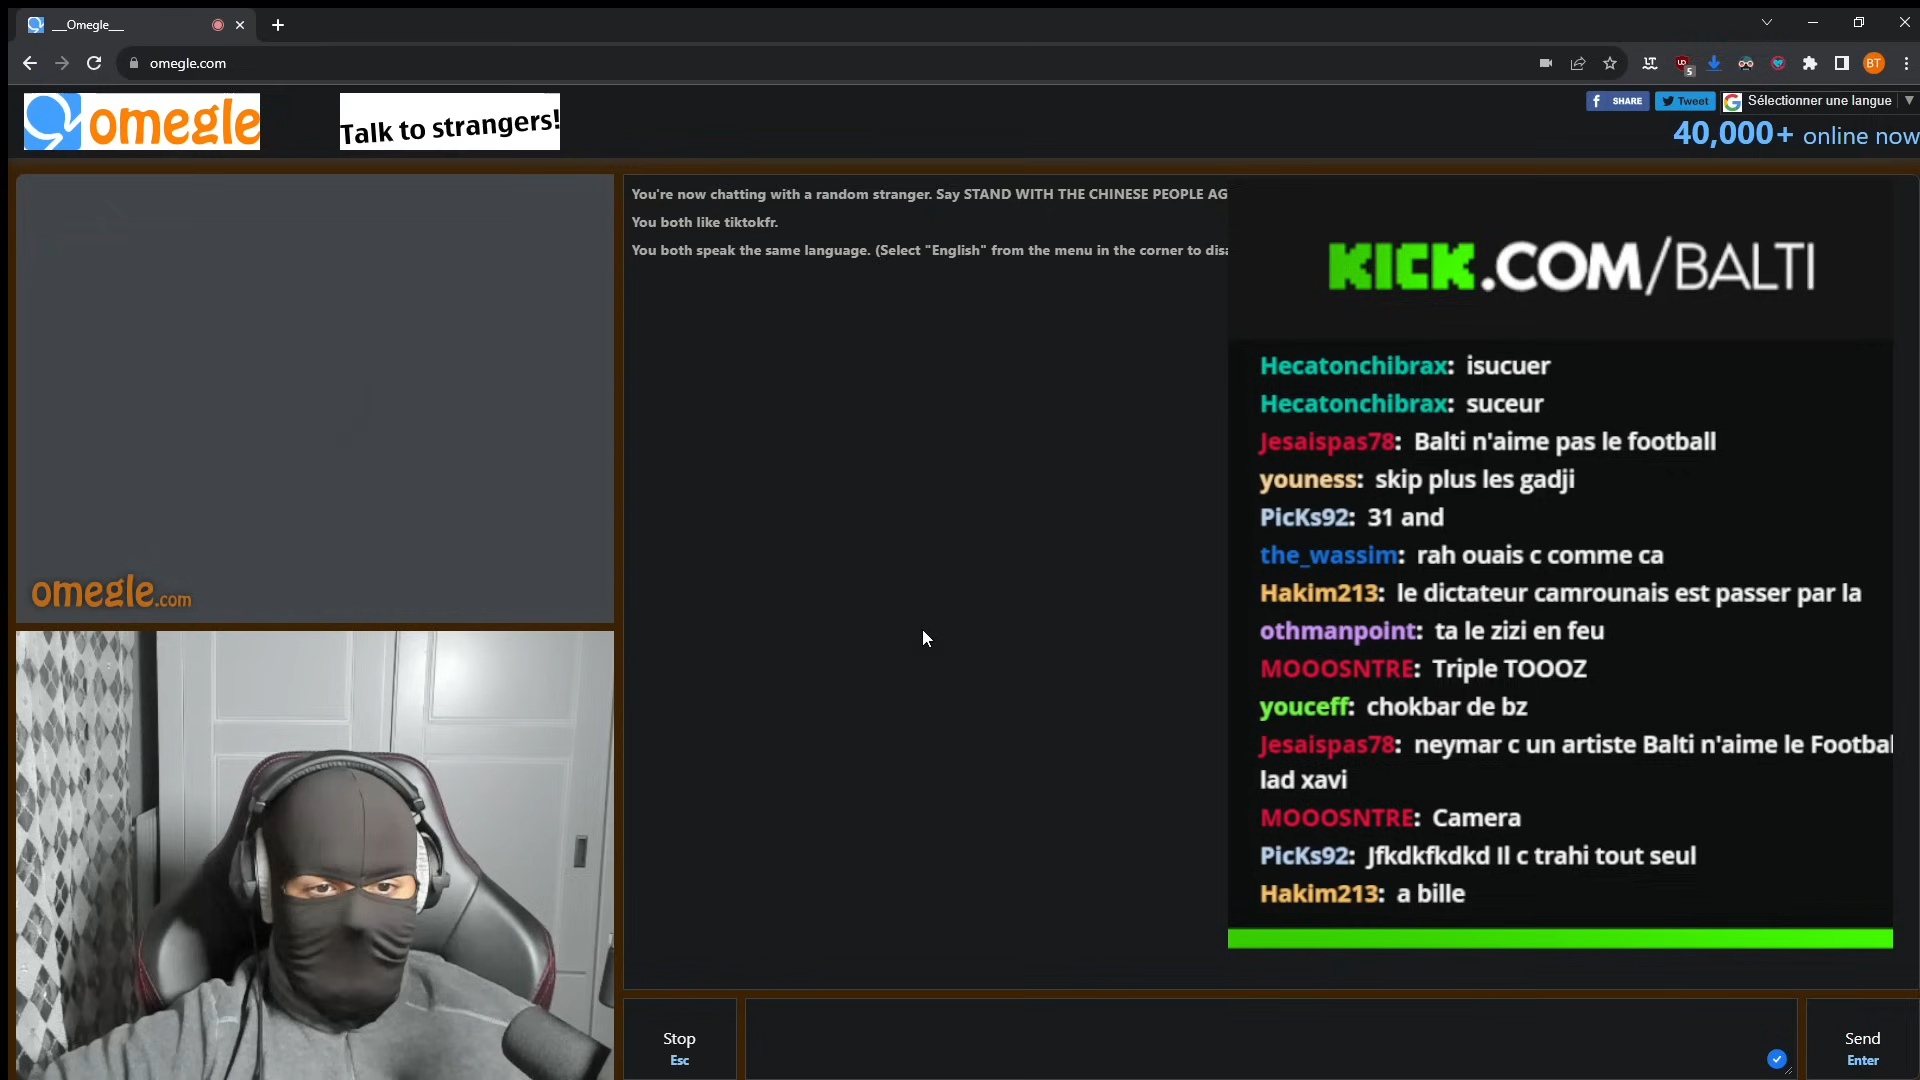 __Omegle__
omegle.com
BT
5
omegle
Talk to strangers!
SHARE
Tweet
Sélectionner une langue
40,000+ online now
You're now chatting with a random stranger. Say STAND WITH THE CHINESE PEOPLE AG
You both like tiktokfr.
You both speak the same language. (Select "English" from the menu in the corner to disa
KICK.COM/BALTI
Hecatonchibrax: isucuer
Hecatonchibrax: suceur
Jesaispas78: Balti n'aime pas le football
youness: skip plus les gadji
PicKs92: 31 and
the_wassim: rah ouais c comme ca
Hakim213: le dictateur camrounais est passer par la
othmanpoint: ta le zizi en feu
MOOOSNTRE: Triple TOOOZ
youceff: chokbar de bz
Jesaispas78: neymar c un artiste Balti n'aime le Footbal
lad xavi
MOOOSNTRE: Camera
PicKs92: Jfkdkfkdkd Il c trahi tout seul
Hakim213: a bille
omegle.com
Stop
Esc
Send
Enter